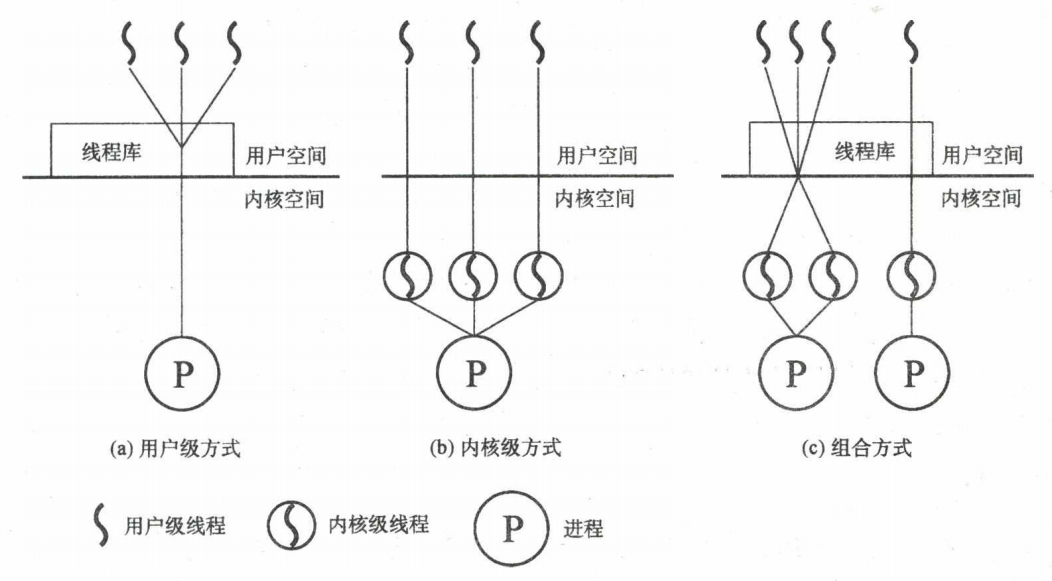 线程库
用户空间
内核空间
P
(a) 用户级方式
用户空间
内核空间
P
(b) 内核级方式
线程库
用户空间
内核空间
P
P
(c) 组合方式
用户级线程
内核级线程
P
进程